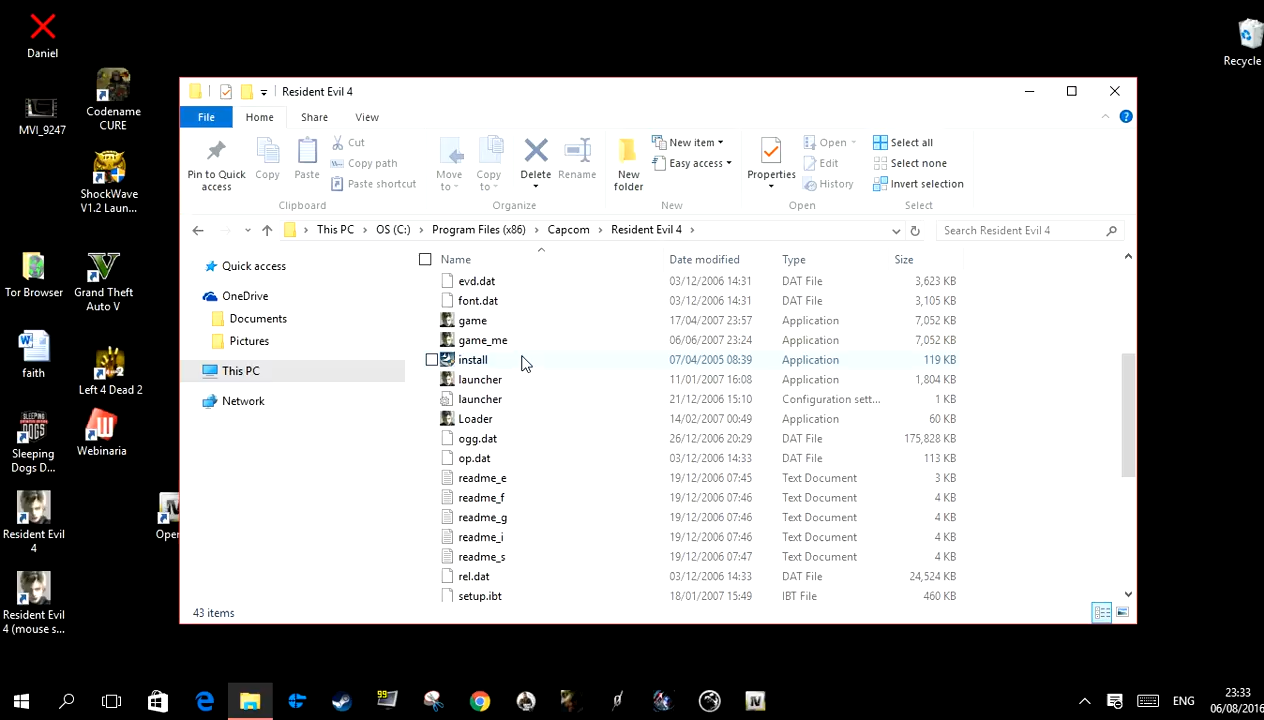 Daniel
MVI_9247
Codename
CURE
ShockWave
V1.2 Laun...
Tor Browser
Grand Theft
Auto V
faith
Left 4 Dead 2
Sleeping
Dogs D...
Webinaria
Resident Evil
4
Open
Resident Evil
4 (mouse s...
Recycle
Resident Evil 4
File
Home
Share
View
Pin to Quick
access
Copy
Paste
Cut
Copy path
Paste shortcut
Clipboard
Move
to
Copy
to
Delete
Rename
Organize
New
folder
New item
Easy access
New
Properties
Open
Edit
History
Open
Select all
Select none
Invert selection
Select
This PC > OS (C:) > Program Files (x86) > Capcom > Resident Evil 4 >
Search Resident Evil 4
Quick access
OneDrive
Documents
Pictures
This PC
Network
Name Date modified Type Size
evd.dat 03/12/2006 14:31 DAT File 3,623 KB
font.dat 03/12/2006 14:31 DAT File 3,105 KB
game 17/04/2007 23:57 Application 7,052 KB
game_me 06/06/2007 23:24 Application 7,052 KB
install 07/04/2005 08:39 Application 119 KB
launcher 11/01/2007 16:08 Application 1,804 KB
launcher 21/12/2006 15:10 Configuration sett... 1 KB
Loader 14/02/2007 00:49 Application 60 KB
ogg.dat 26/12/2006 20:29 DAT File 175,828 KB
op.dat 03/12/2006 14:33 DAT File 113 KB
readme_e 19/12/2006 07:45 Text Document 3 KB
readme_f 19/12/2006 07:46 Text Document 4 KB
readme_g 19/12/2006 07:46 Text Document 4 KB
readme_i 19/12/2006 07:46 Text Document 4 KB
readme_s 19/12/2006 07:47 Text Document 4 KB
rel.dat 03/12/2006 14:33 DAT File 24,524 KB
setup.ibt 18/01/2007 15:49 IBT File 460 KB
43 items
99
IV
ENG
23:33
06/08/2016